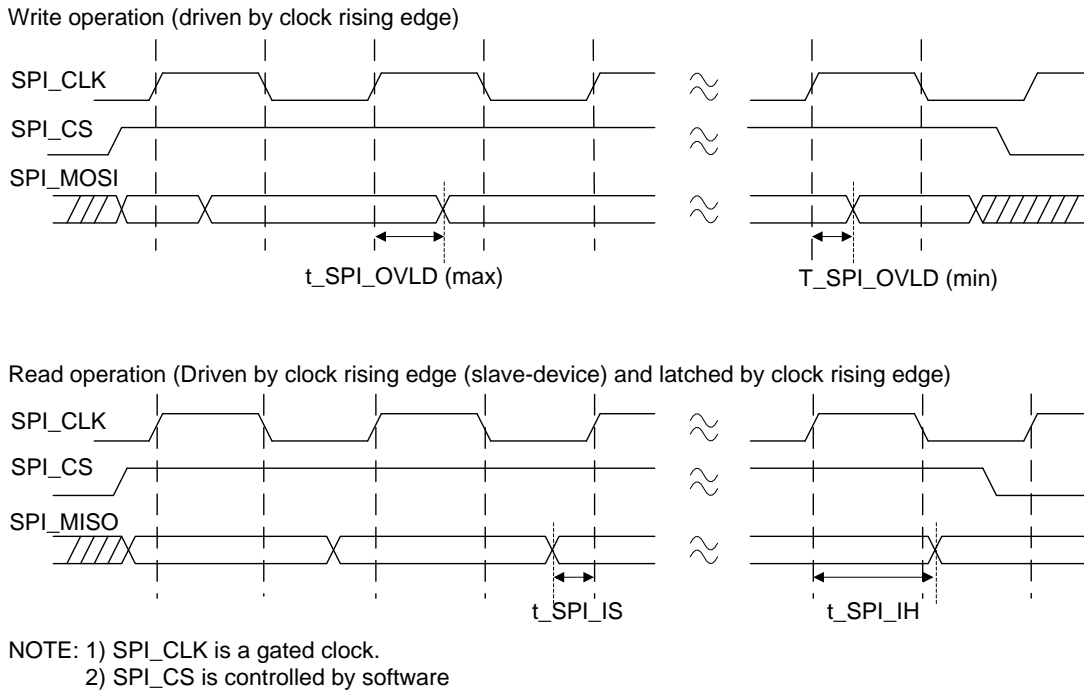 Write operation (driven by clock rising edge)
SPI_CLK
SPI_CS
SPI_MOSI
t_SPI_OVLD (max)
T_SPI_OVLD (min)
Read operation (Driven by clock rising edge (slave-device) and latched by clock rising edge)
SPI_CLK
SPI_CS
SPI_MISO
t_SPI_IS
t_SPI_IH
NOTE: 1) SPI_CLK is a gated clock.
2) SPI_CS is controlled by software